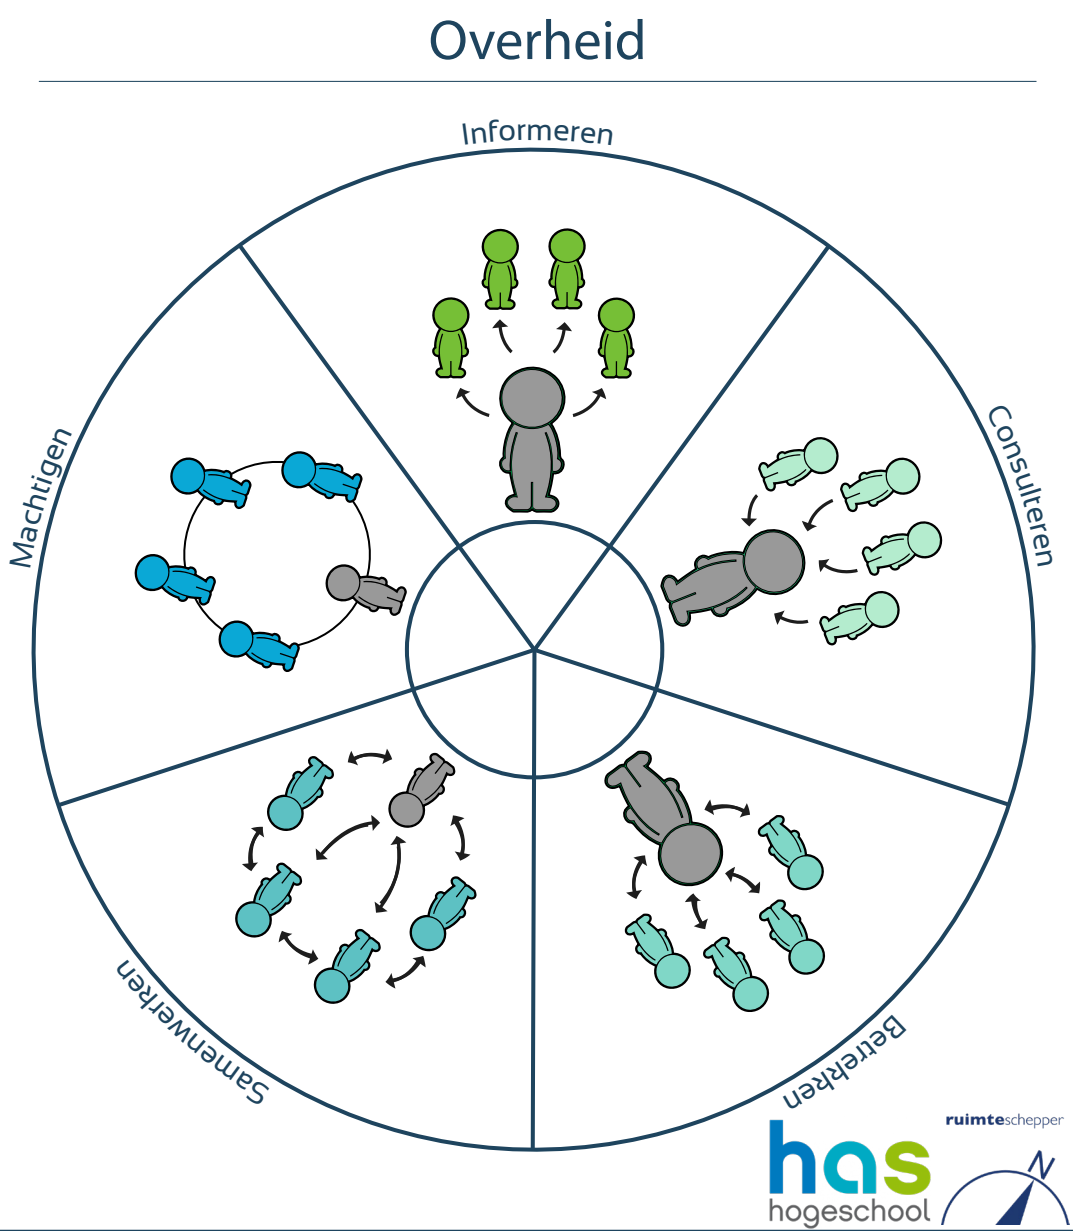 Overheid
Informeren
Consulteren
Machtigen
Samenwerken
Betrekken
ruimteschepper
N
has
hogeschool